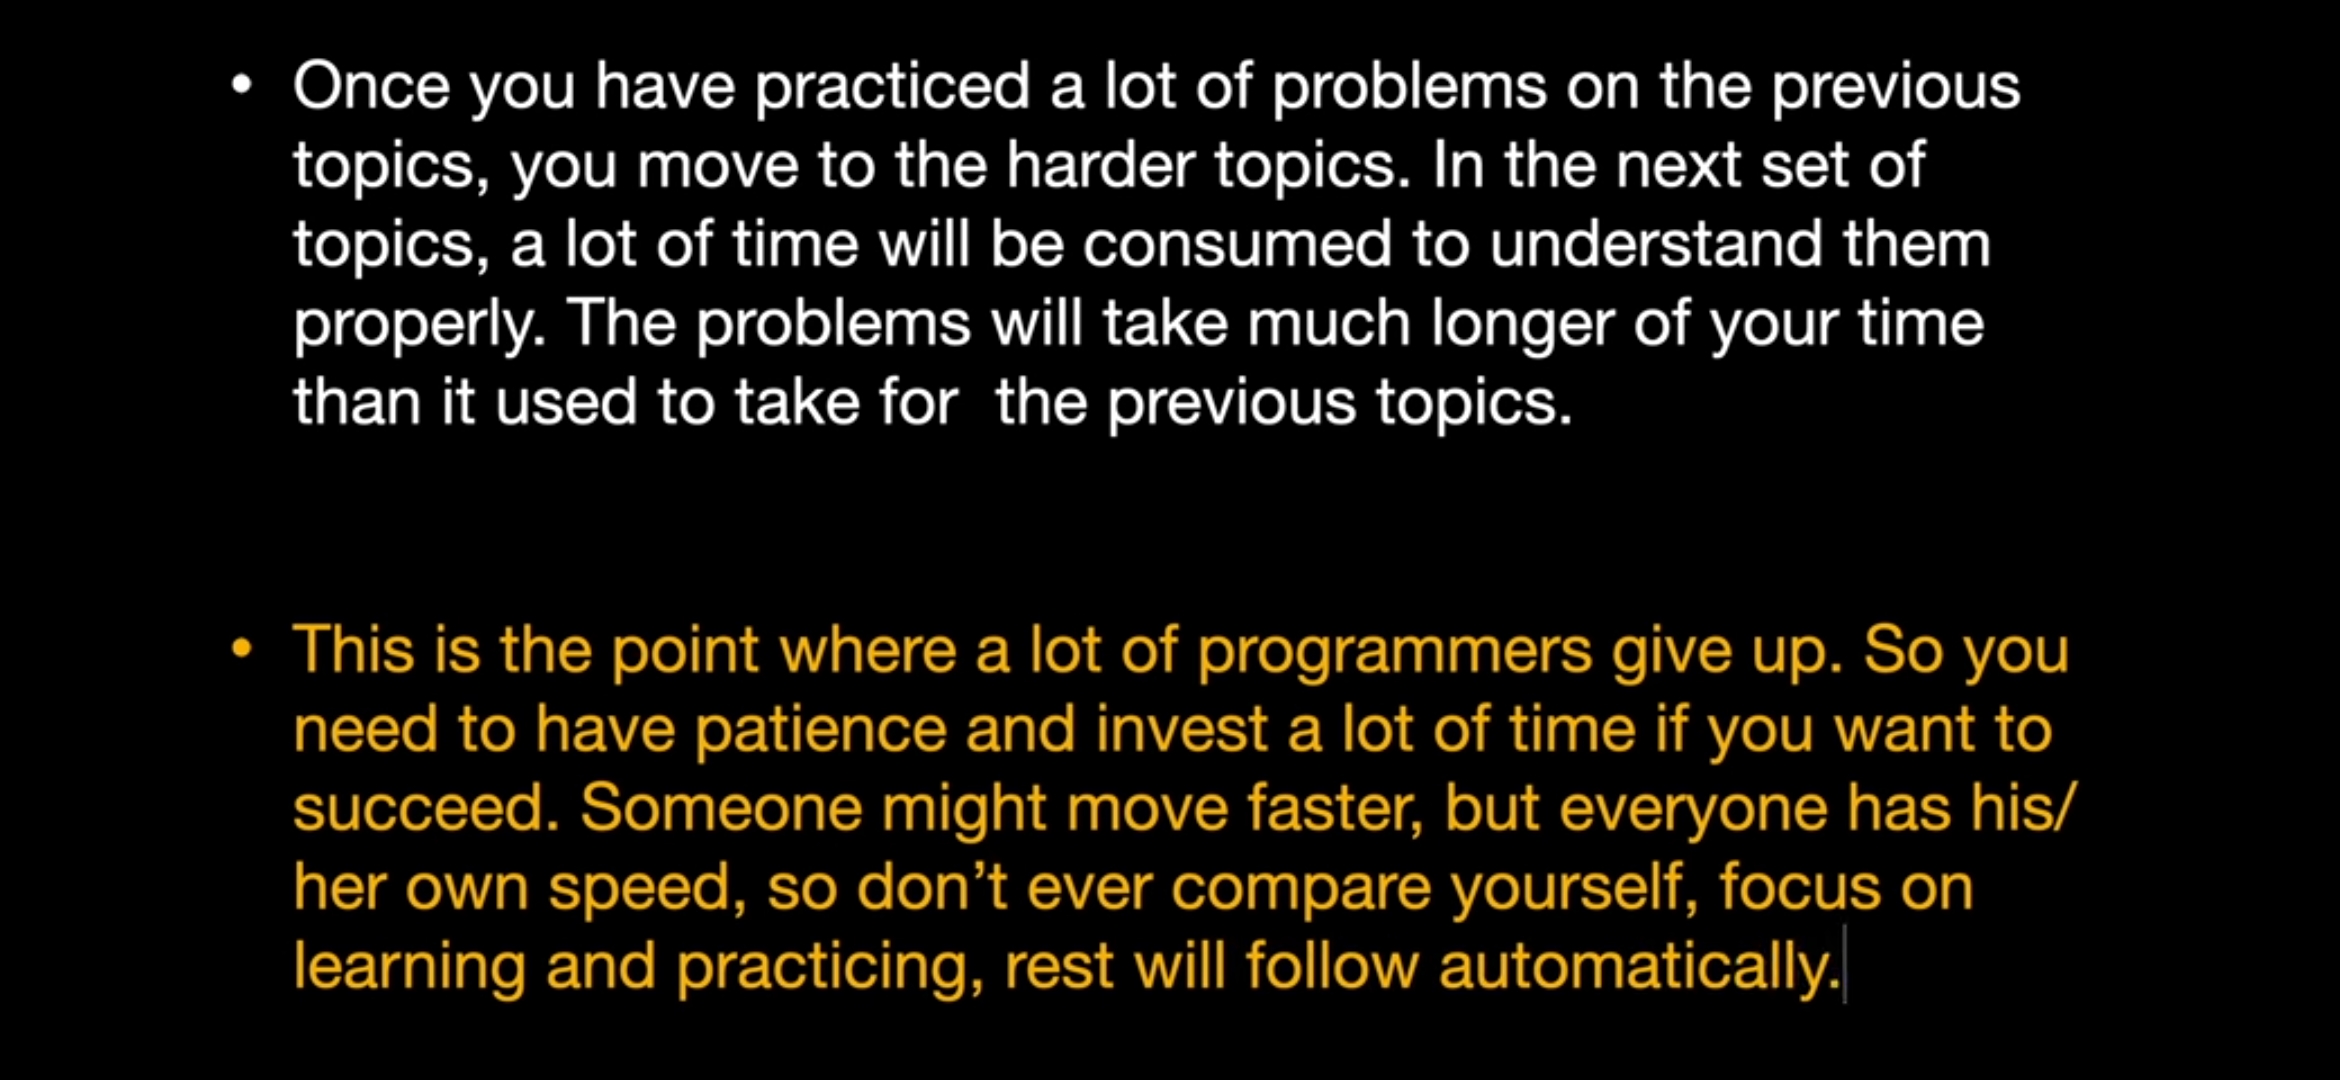 • Once you have practiced a lot of problems on the previous
topics, you move to the harder topics. In the next set of
topics, a lot of time will be consumed to understand them
properly. The problems will take much longer of your time
than it used to take for  the previous topics.
• This is the point where a lot of programmers give up. So you
need to have patience and invest a lot of time if you want to
succeed. Someone might move faster, but everyone has his/
her own speed, so don’t ever compare yourself, focus on
learning and practicing, rest will follow automatically.